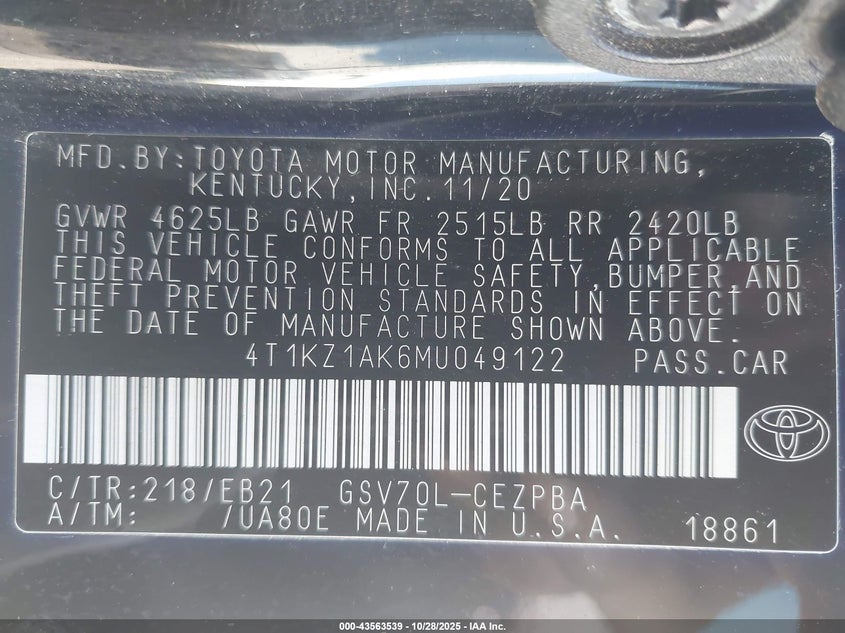 MFD.BY:TOYOTA MOTOR MANUFACTURING,
KENTUCKY,INC.11/20
GVWR 4625LB GAWR FR 2515LB RR 2420LB
THIS VEHICLE CONFORMS TO ALL APPLICABLE
FEDERAL MOTOR VEHICLE SAFETY,BUMPER,AND
THEFT PREVENTION STANDARDS IN EFFECT ON
THE DATE OF MANUFACTURE SHOWN ABOVE.
4T1KZ1AK6MU049122 PASS.CAR
C/TR:218/EB21 GSV70L-CEZPBA
A/TM: /UA80E MADE IN U.S.A. 18861
000-43563539 - 10/28/2025 - IAA Inc.